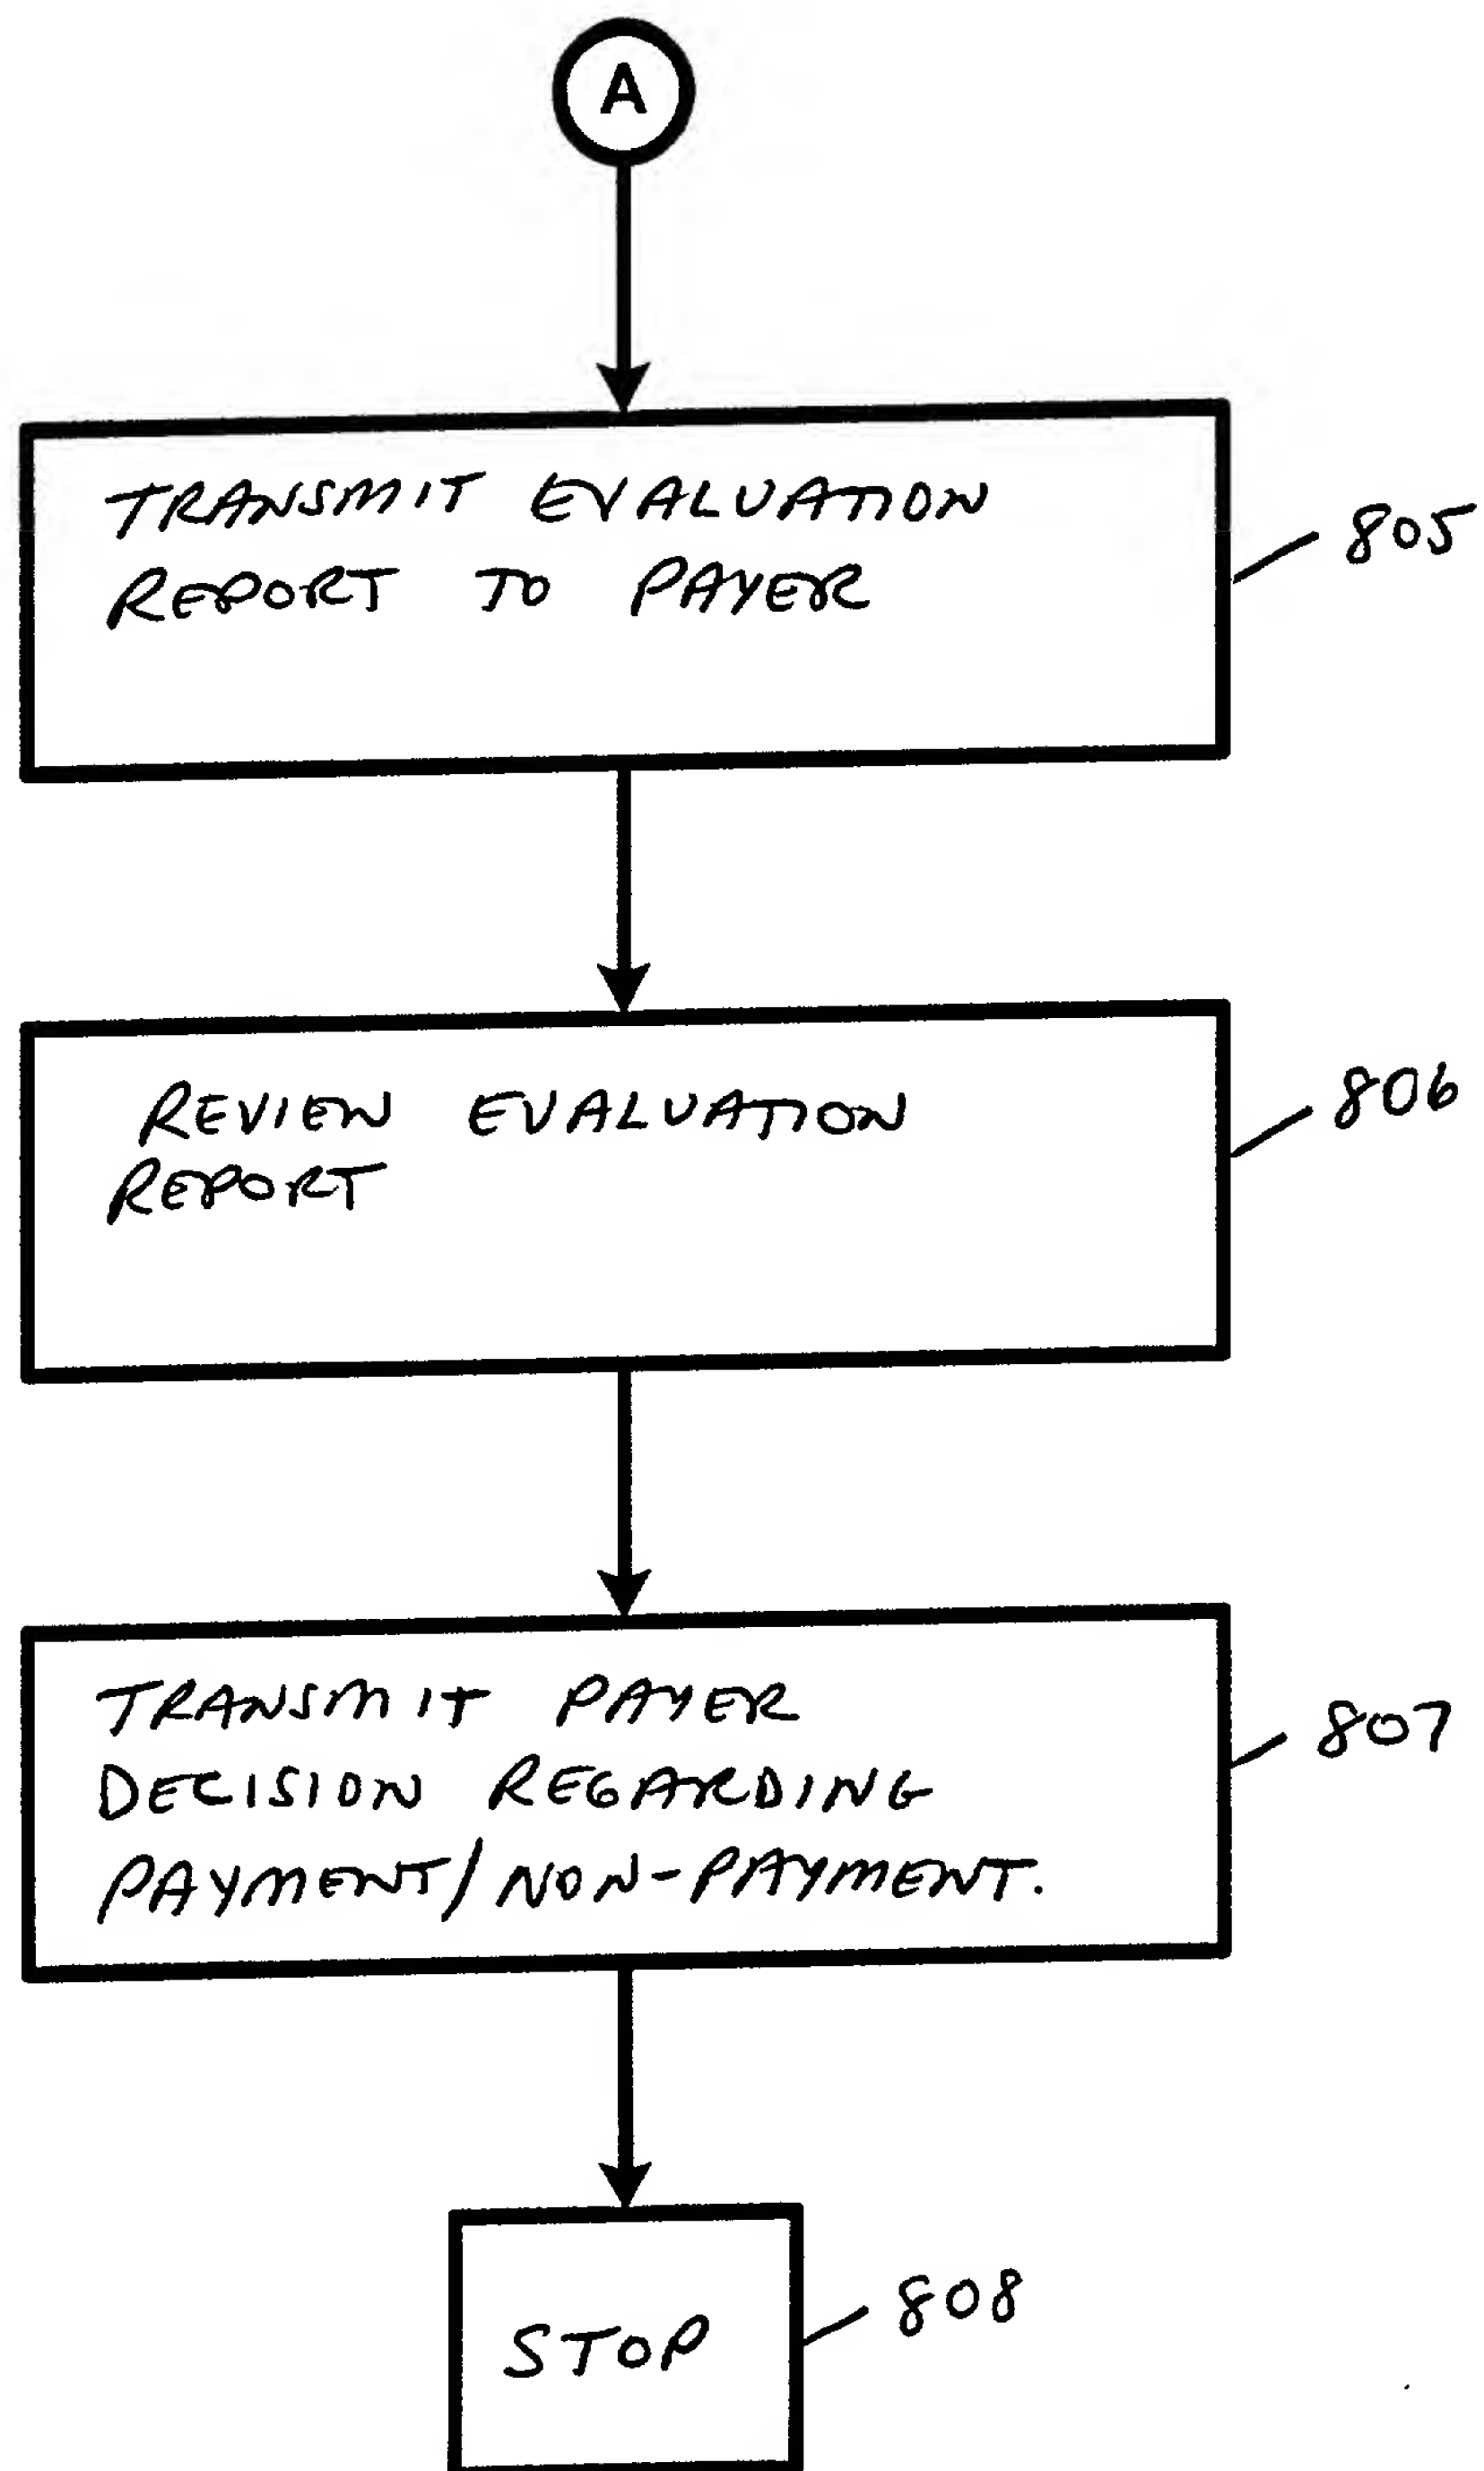 A
TRANSMIT EVALUATION
REPORT TO PAYER
805
REVIEW EVALUATION
REPORT
806
TRANSMIT PAYER
DECISION REGARDING
PAYMENT/NON-PAYMENT.
807
STOP
808